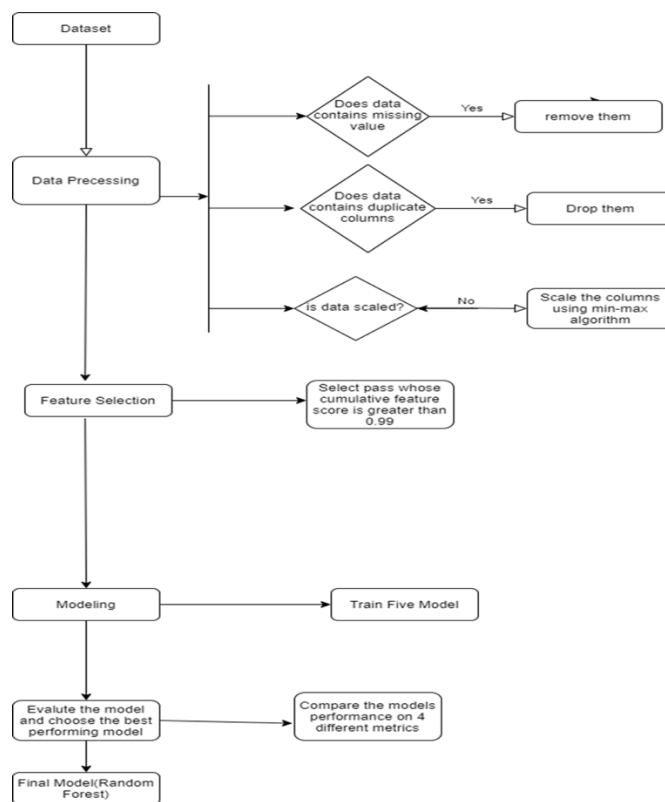 Dataset
Does data
contains missing
value
Yes
remove them
Data Precessing
Does data
contains duplicate
columns
Yes
Drop them
is data scaled?
No
Scale the columns
using min-max
algorithm
Feature Selection
Select pass whose
cumulative feature
score is greater than
0.99
Modeling
Train Five Model
Evalute the model
and choose the best
performing model
Compare the models
performance on 4
different metrics
Final Model(Random
Forest)